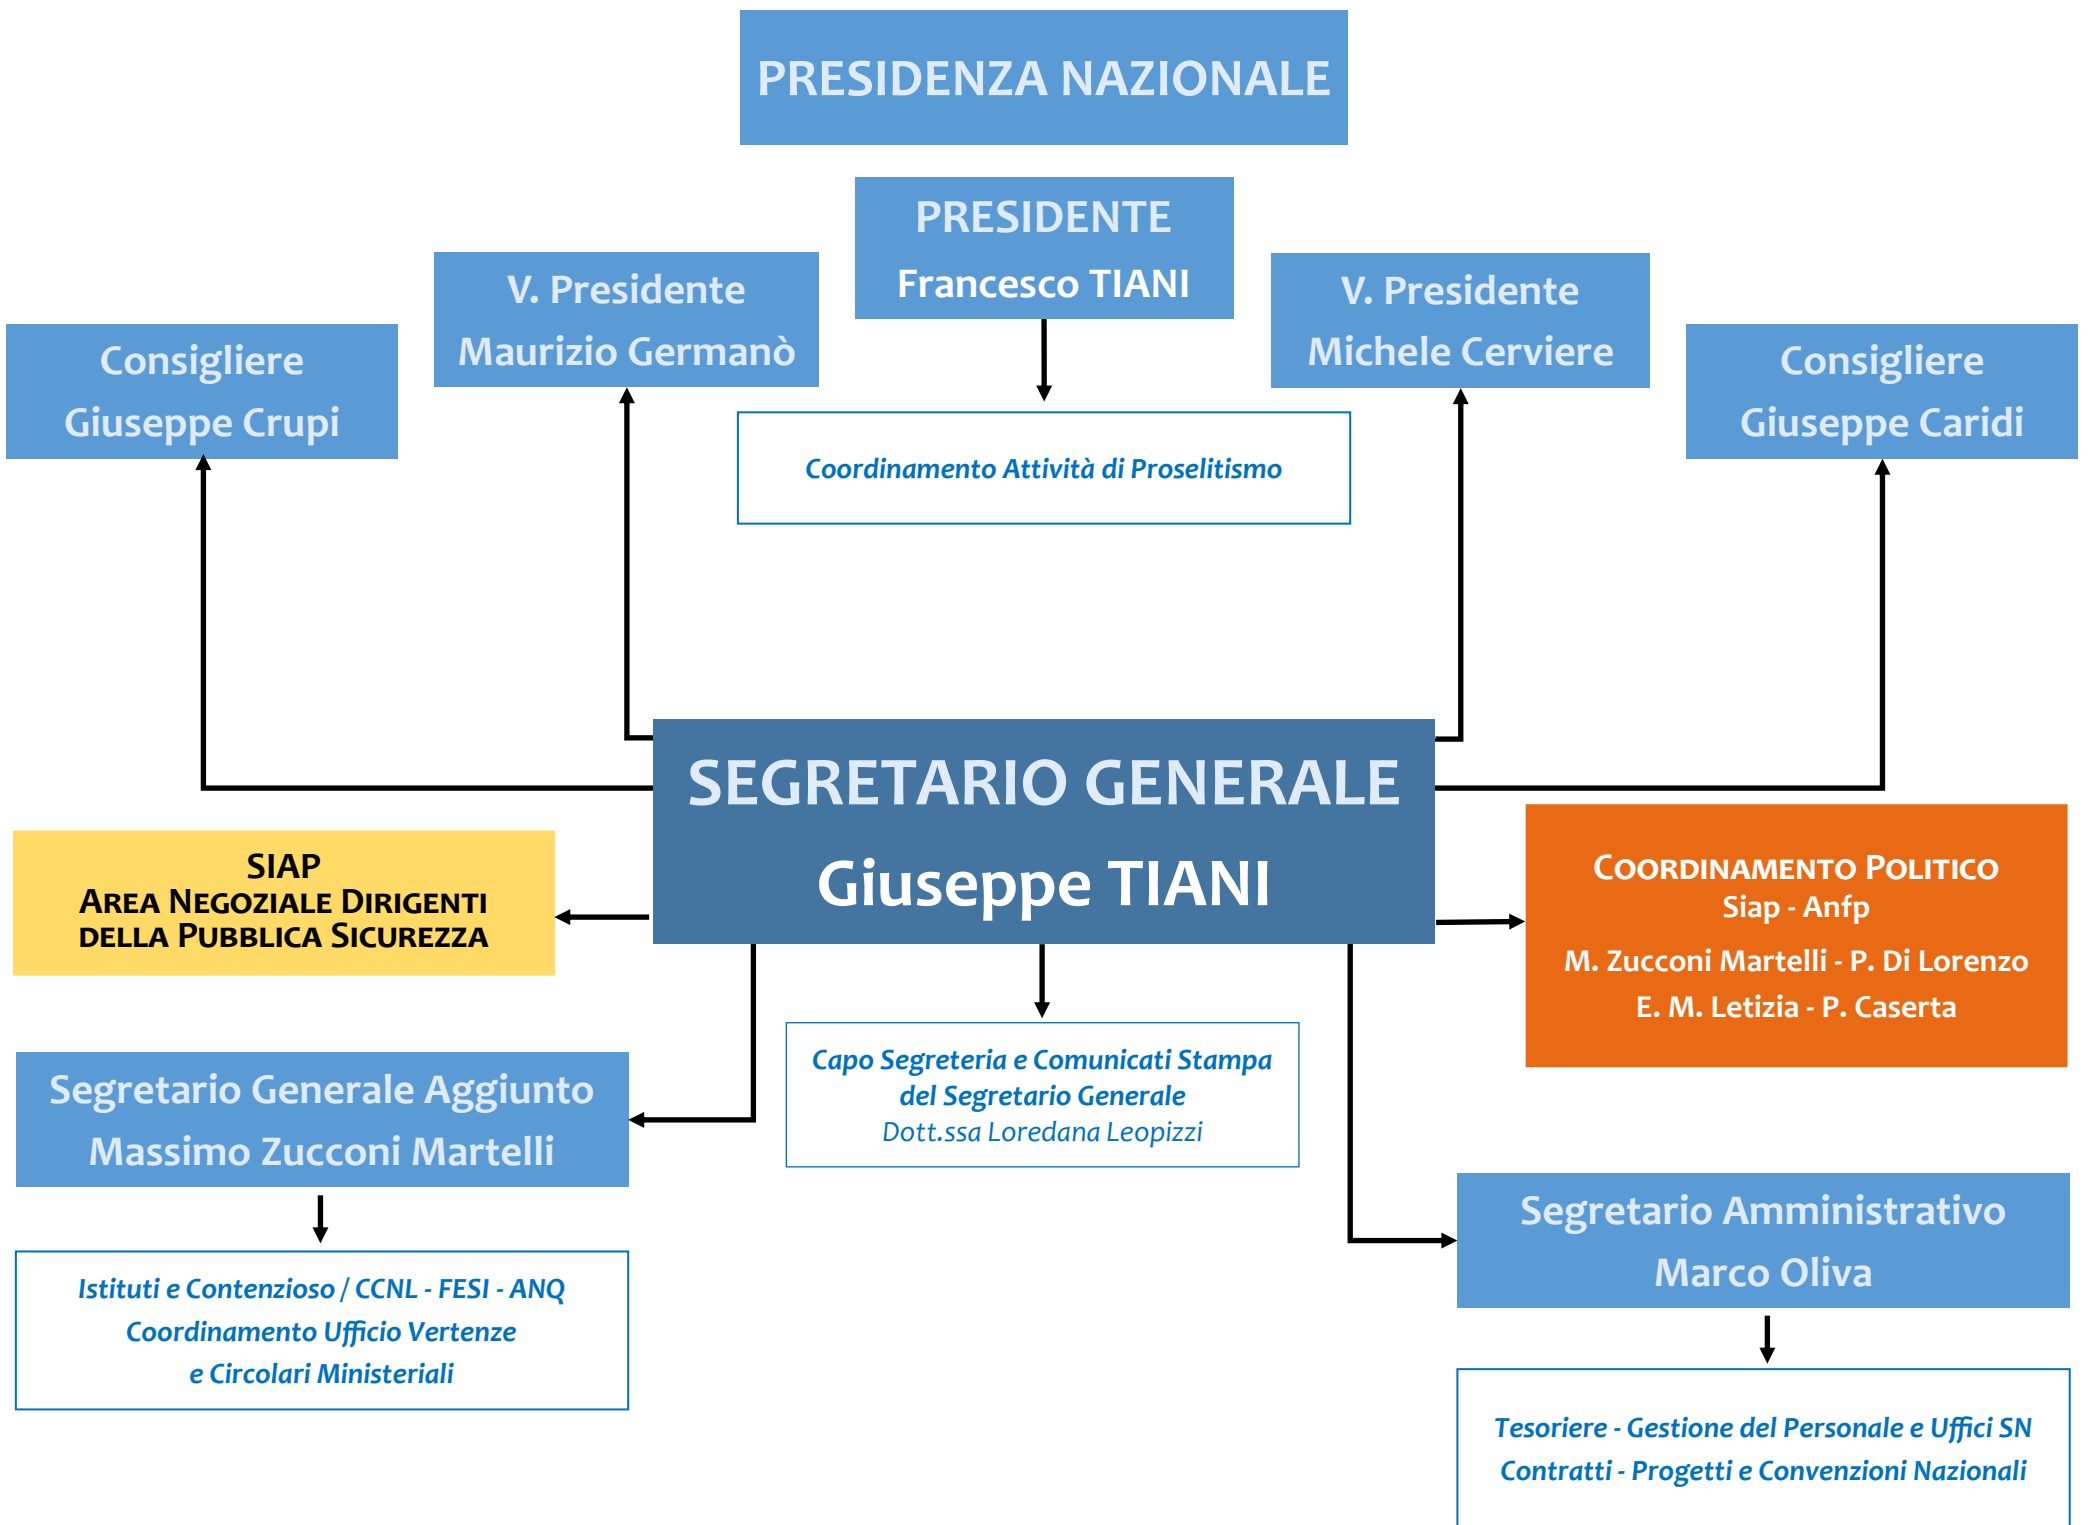 PRESIDENZA NAZIONALE
PRESIDENTE
Francesco TIANI
V. Presidente
Maurizio Germanò
V. Presidente
Michele Cerviere
Consigliere
Giuseppe Crupi
Consigliere
Giuseppe Caridi
Coordinamento Attività di Proselitismo
SEGRETARIO GENERALE
Giuseppe TIANI
SIAP
AREA NEGOZIALE DIRIGENTI
DELLA PUBBLICA SICUREZZA
COORDINAMENTO POLITICO
Siap - Anfp
M. Zucconi Martelli - P. Di Lorenzo
E. M. Letizia - P. Caserta
Capo Segreteria e Comunicati Stampa
del Segretario Generale
Dott.ssa Loredana Leopizzi
Segretario Generale Aggiunto
Massimo Zucconi Martelli
Istituti e Contenzioso / CCNL - FESI - ANQ
Coordinamento Ufficio Vertenze
e Circolari Ministeriali
Segretario Amministrativo
Marco Oliva
Tesoriere - Gestione del Personale e Uffici SN
Contratti - Progetti e Convenzioni Nazionali